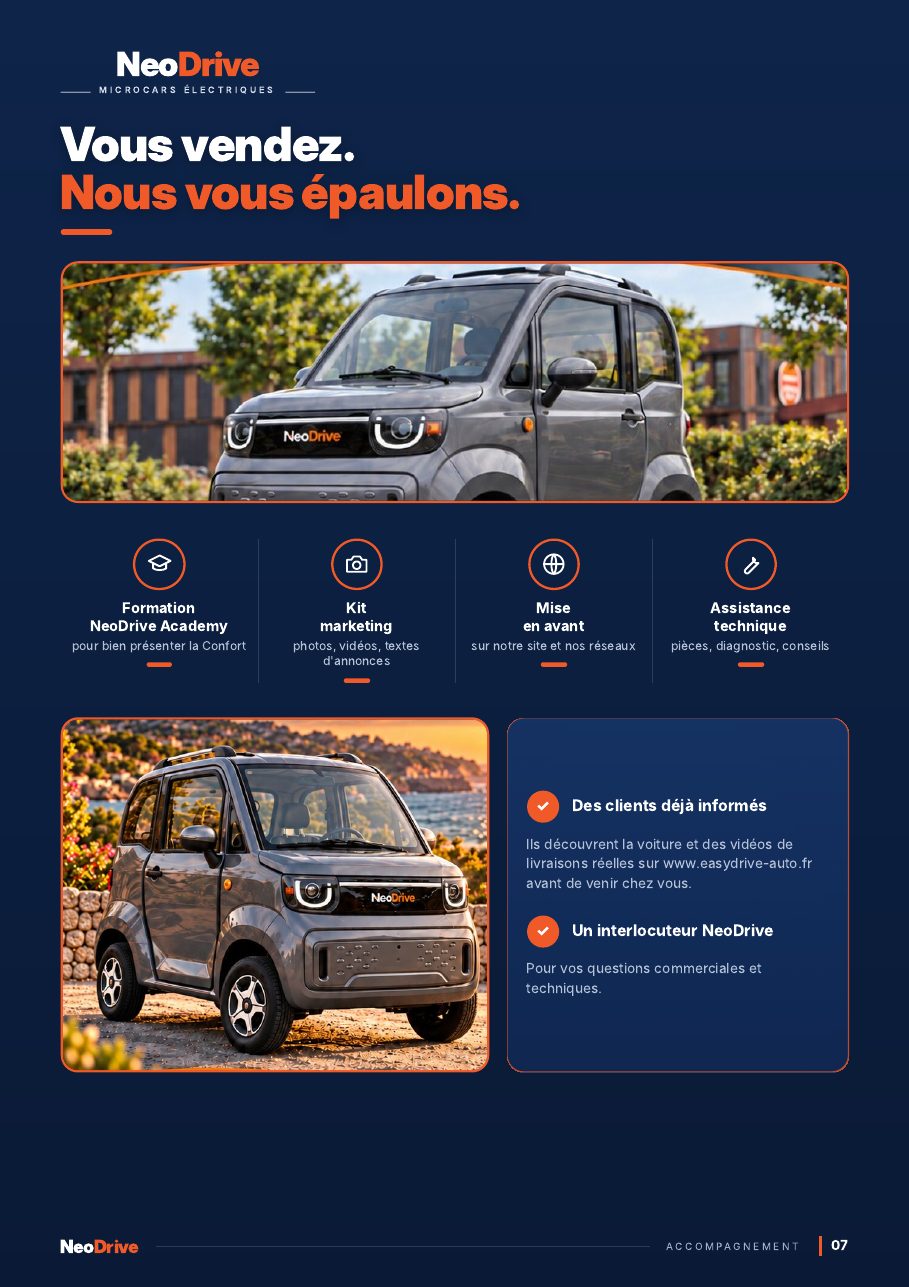 NeoDrive
MICROCARS ÉLECTRIQUES
Vous vendez.
Nous vous épaulons.
NeoDrive
Formation
NeoDrive Academy
pour bien présenter la Confort
Kit
marketing
photos, vidéos, textes
d'annonces
Mise
en avant
sur notre site et nos réseaux
Assistance
technique
pièces, diagnostic, conseils
NeoDrive
Des clients déjà informés
Ils découvrent la voiture et des vidéos de
livraisons réelles sur www.easydrive-auto.fr
avant de venir chez vous.
Un interlocuteur NeoDrive
Pour vos questions commerciales et
techniques.
NeoDrive
ACCOMPAGNEMENT
07